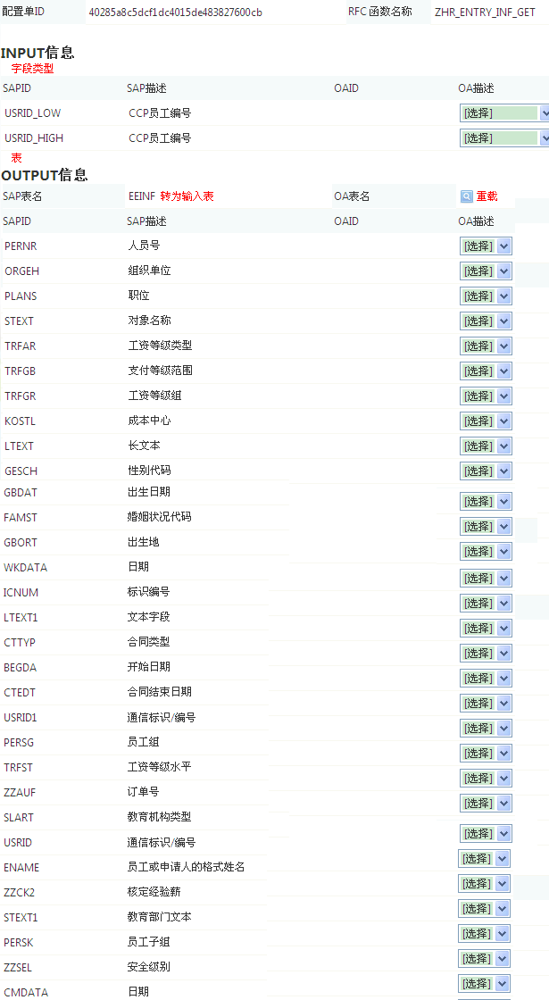 配置单ID 40285a8c5dcf1dc4015de483827600cb RFC 函数名称 ZHR_ENTRY_INF_GET
INPUT信息
字段类型
SAPID SAP描述 OAID OA描述
USRID_LOW CCP员工编号 [选择]
USRID_HIGH CCP员工编号 [选择]
表
OUTPUT信息
SAP表名 EEINF 转为输入表 OA表名 重载
SAPID SAP描述 OAID OA描述
PERNR 人员号 [选择]
ORGEH 组织单位 [选择]
PLANS 职位 [选择]
STEXT 对象名称 [选择]
TRFAR 工资等级类型 [选择]
TRFGB 支付等级范围 [选择]
TRFGR 工资等级组 [选择]
KOSTL 成本中心 [选择]
LTEXT 长文本 [选择]
GESCH 性别代码 [选择]
GBDAT 出生日期 [选择]
FAMST 婚姻状况代码 [选择]
GBORT 出生地 [选择]
WKDATA 日期 [选择]
ICNUM 标识编号 [选择]
LTEXT1 文本字段 [选择]
CTTYP 合同类型 [选择]
BEGDA 开始日期 [选择]
CTEDT 合同结束日期 [选择]
USRID1 通信标识/编号 [选择]
PERSG 员工组 [选择]
TRFST 工资等级水平 [选择]
ZZAUF 订单号 [选择]
SLART 教育机构类型 [选择]
USRID 通信标识/编号 [选择]
ENAME 员工或申请人的格式姓名 [选择]
ZZCK2 核定经验薪 [选择]
STEXT1 教育部门文本 [选择]
PERSK 员工子组 [选择]
ZZSEL 安全级别 [选择]
CMDATA 日期 [选择]